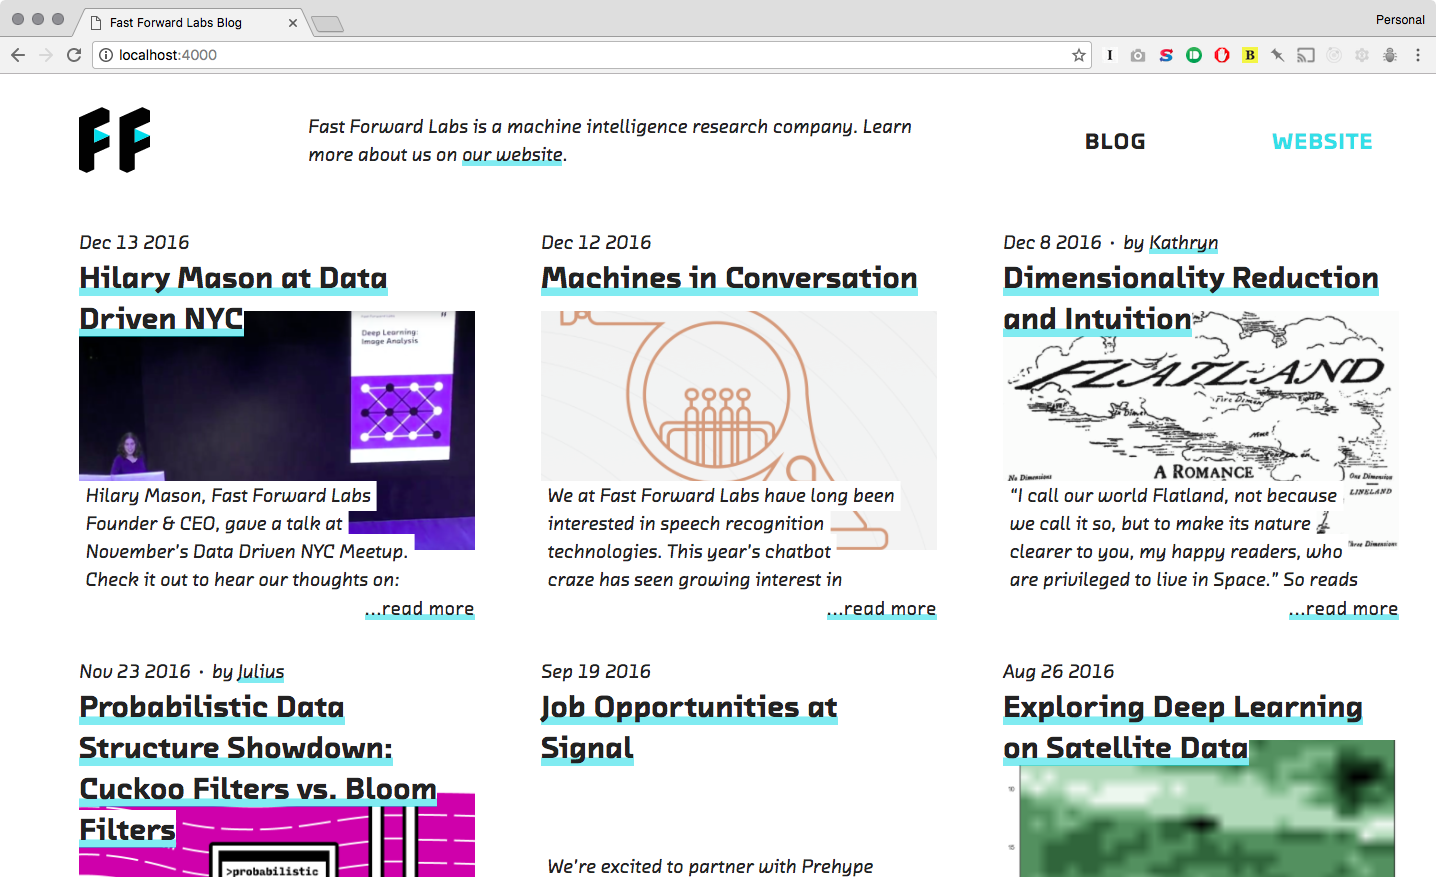 Fast Forward Labs Blog
Personal
localhost:4000
Fast Forward Labs is a machine intelligence research company. Learn
more about us on our website.
BLOG
WEBSITE
Dec 13 2016
Hilary Mason at Data
Driven NYC
Deep Learning:
Image Analysis
Hilary Mason, Fast Forward Labs
Founder & CEO, gave a talk at
November's Data Driven NYC Meetup.
Check it out to hear our thoughts on:
...read more
Dec 12 2016
Machines in Conversation
We at Fast Forward Labs have long been
interested in speech recognition
technologies. This year's chatbot
craze has seen growing interest in
...read more
Dec 8 2016 · by Kathryn
Dimensionality Reduction
and Intuition
FLATLAND
No Dimensions
A ROMANCE
One Dimension
LINELAND
Three Dimensions
"I call our world Flatland, not because
we call it so, but to make its nature
clearer to you, my happy readers, who
are privileged to live in Space." So reads
...read more
Nov 23 2016 · by Julius
Probabilistic Data
Structure Showdown:
Cuckoo Filters vs. Bloom
Filters
>probabilistic
Sep 19 2016
Job Opportunities at
Signal
We're excited to partner with Prehype
Aug 26 2016
Exploring Deep Learning
on Satellite Data
10
15